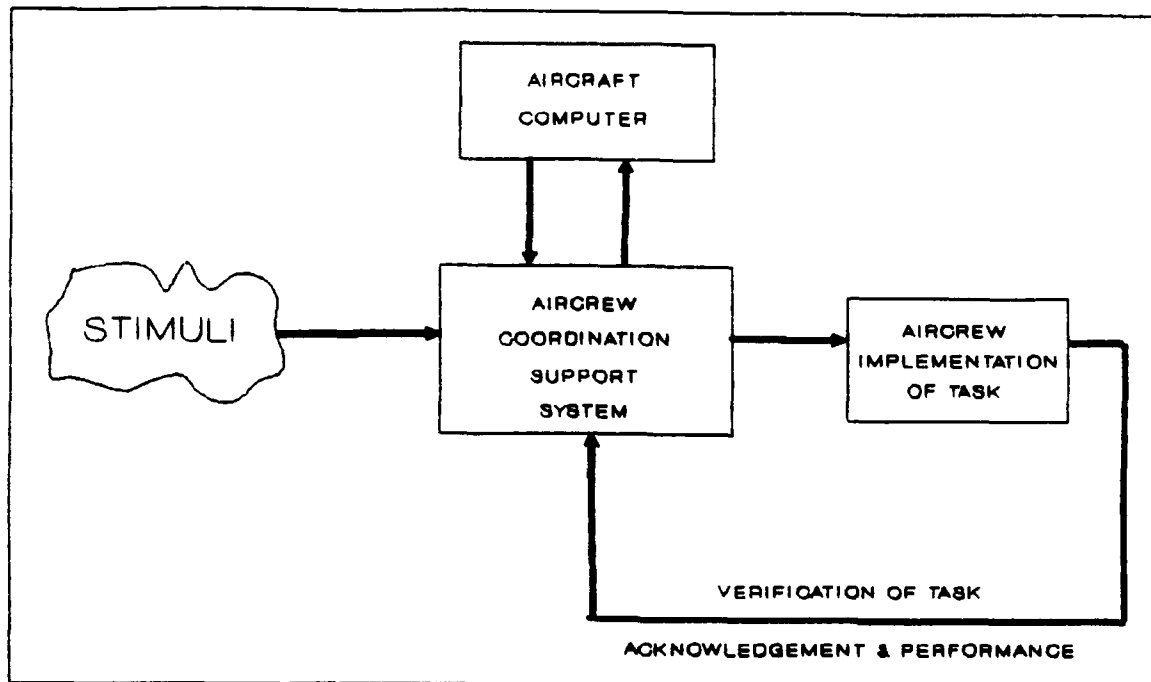 AIRCRAFT
COMPUTER
STIMULI
AIRCREW
COORDINATION
SUPPORT
SYSTEM
AIRCREW
IMPLEMENTATION
OF TASK
VERIFICATION OF TASK
ACKNOWLEDGEMENT & PERFORMANCE